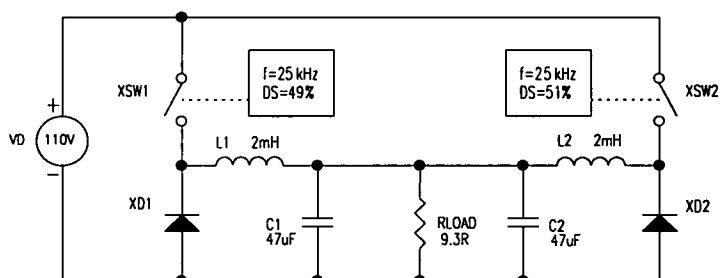 f=25 kHz
DS=49%
f=25 kHz
DS=51%
XSW1
XSW2
+
VD 110V
-
L1 2mH
L2 2mH
XD1
C1
47uF
RLOAD
9.3R
C2
47uF
XD2